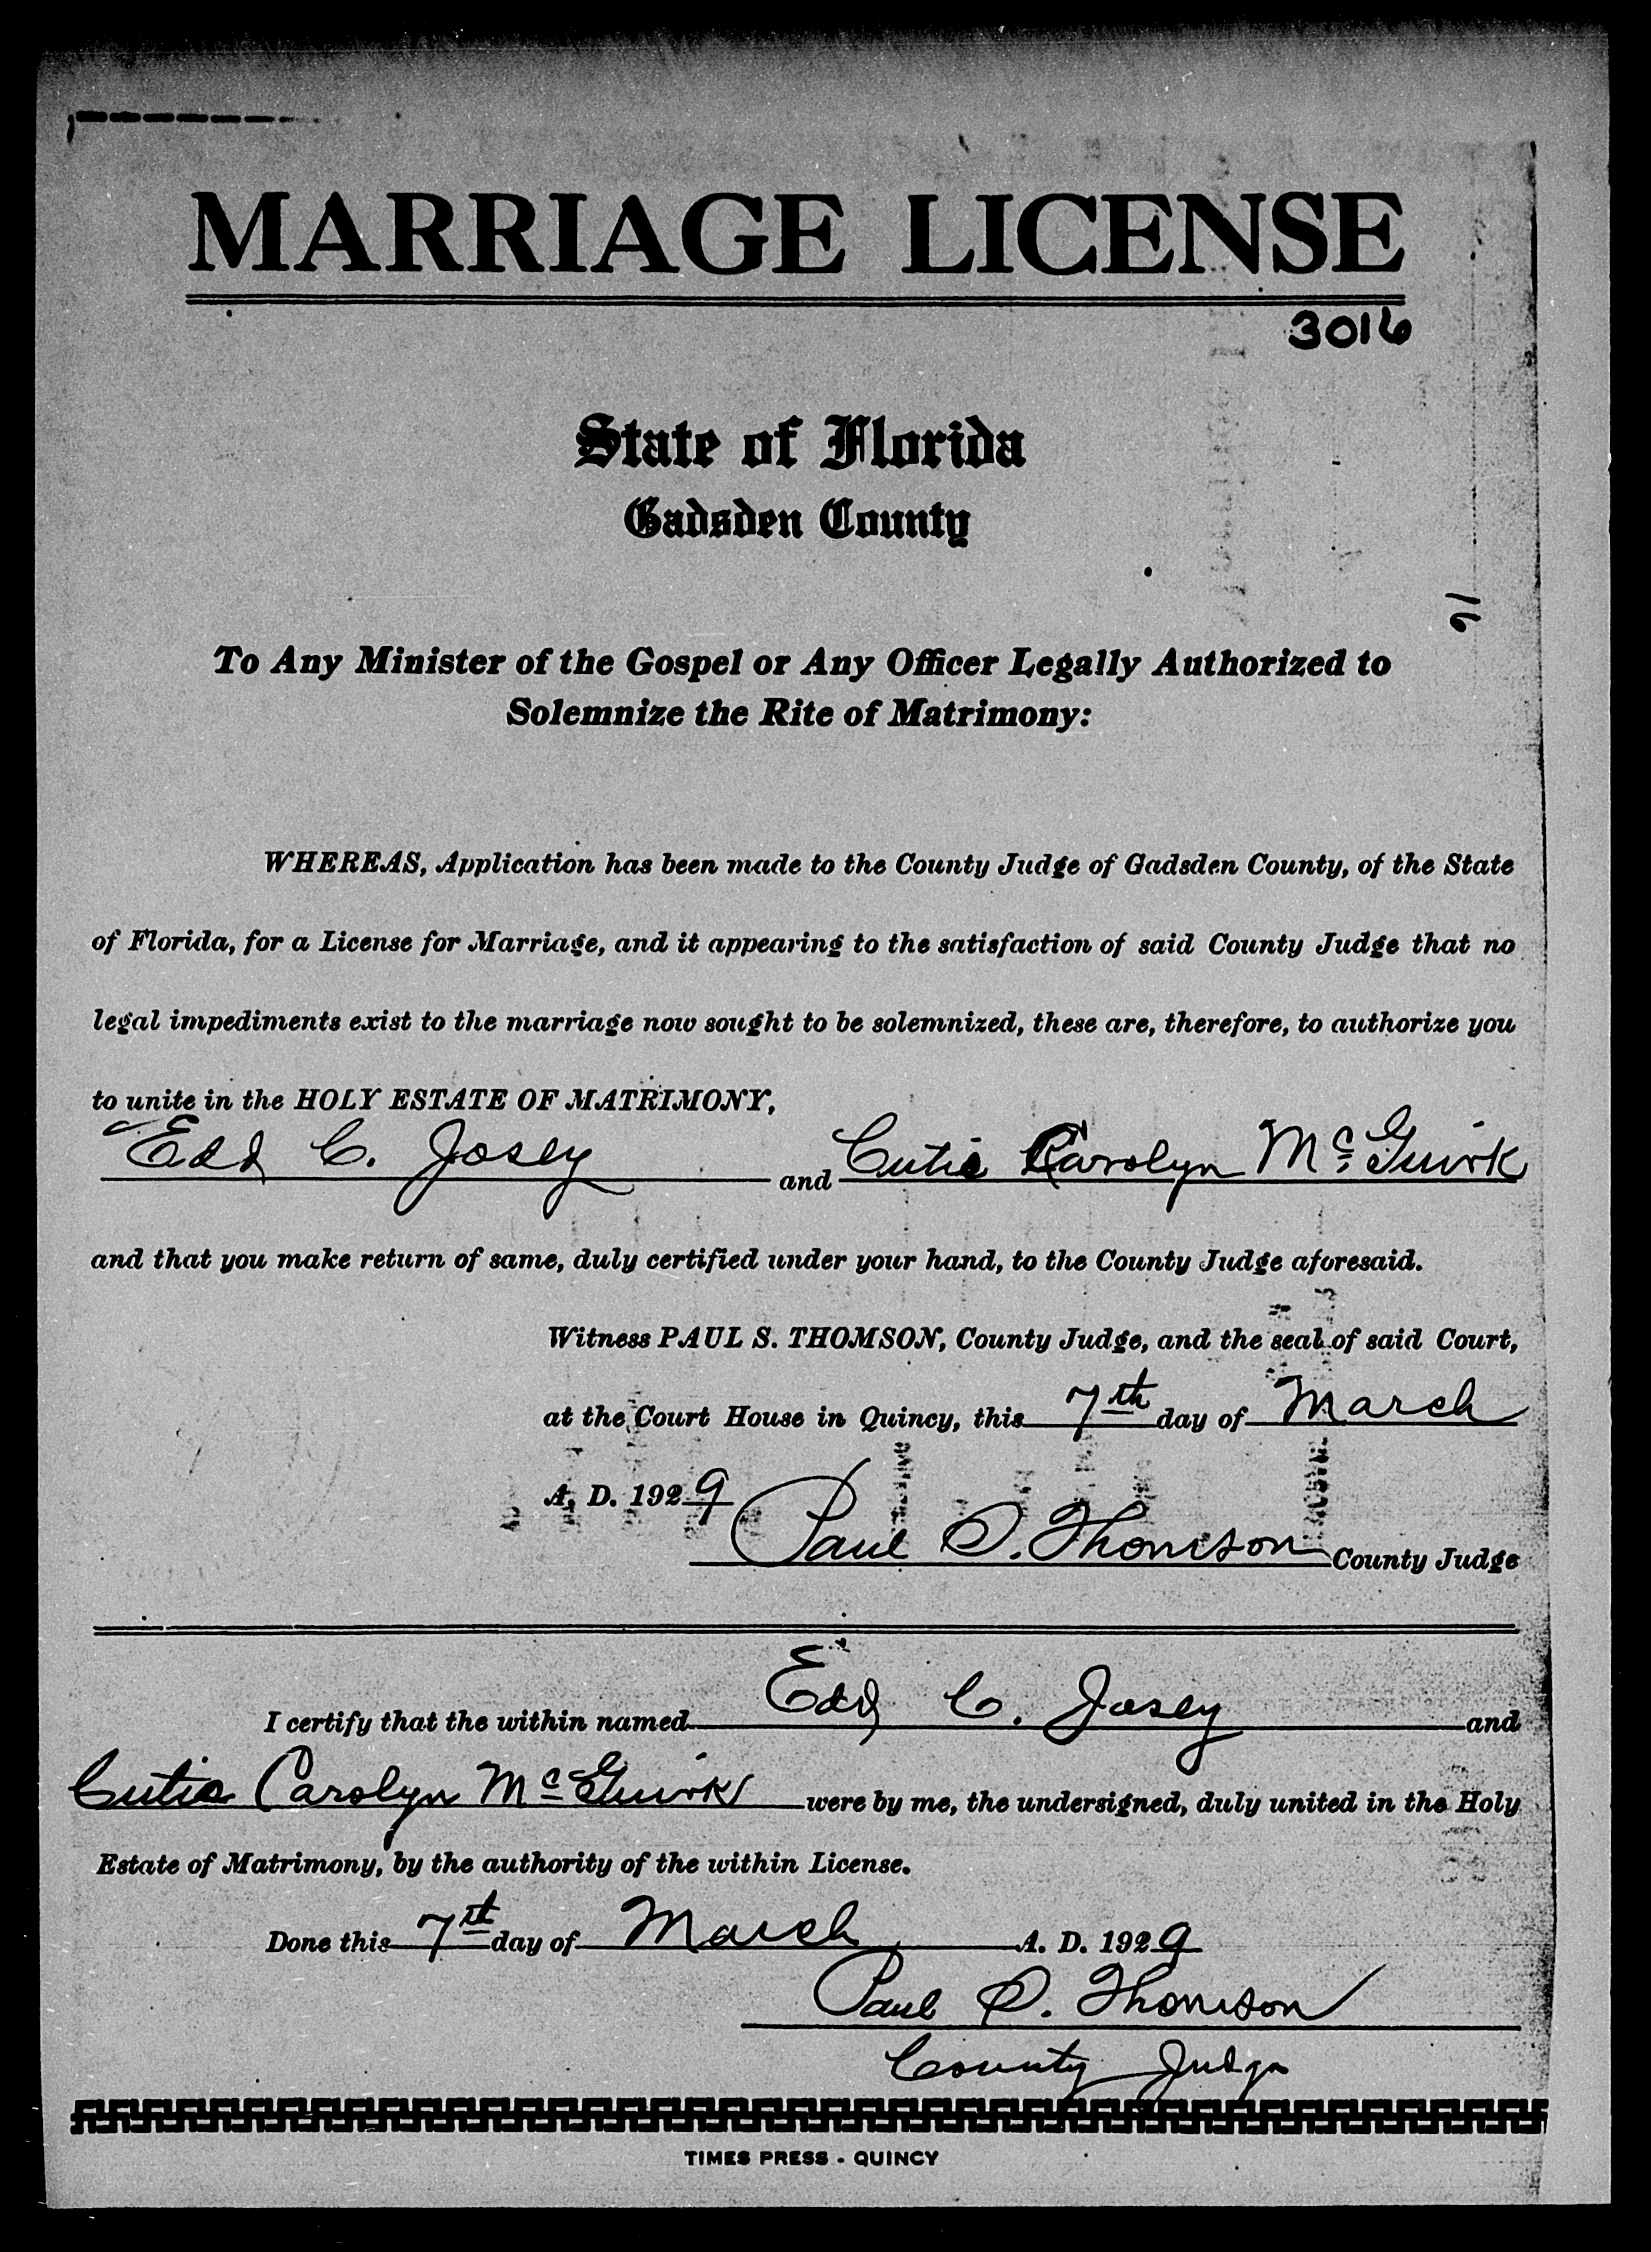 MARRIAGE LICENSE
3016
State of Florida
Gadsden County
16
To Any Minister of the Gospel or Any Officer Legally Authorized to
Solemnize the Rite of Matrimony:
WHEREAS, Application has been made to the County Judge of Gadsden County, of the State
of Florida, for a License for Marriage, and it appearing to the satisfaction of said County Judge that no
legal impediments exist to the marriage now sought to be solemnized, these are, therefore, to authorize you
to unite in the HOLY ESTATE OF MATRIMONY,
Edd C. Josey and Cutie Carolyn McGuirk
and that you make return of same, duly certified under your hand, to the County Judge aforesaid.
Witness PAUL S. THOMSON, County Judge, and the seal of said Court,
at the Court House in Quincy, this 7th day of March
A. D. 1929
Paul S. Thomson County Judge
I certify that the within named Edd C. Josey and
Cutie Carolyn McGuirk were by me, the undersigned, duly united in the Holy
Estate of Matrimony, by the authority of the within License.
Done this 7th day of March A. D. 1929
Paul S. Thomson
County Judge
TIMES PRESS - QUINCY